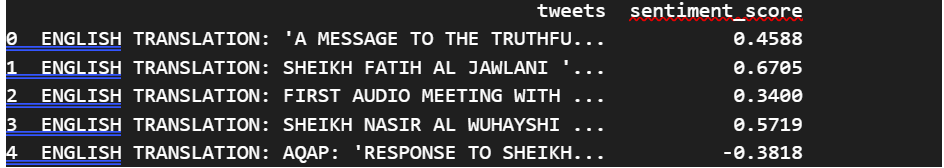 tweets sentiment_score
0 ENGLISH TRANSLATION: 'A MESSAGE TO THE TRUTHFU... 0.4588
1 ENGLISH TRANSLATION: SHEIKH FATIH AL JAWLANI '... 0.6705
2 ENGLISH TRANSLATION: FIRST AUDIO MEETING WITH ... 0.3400
3 ENGLISH TRANSLATION: SHEIKH NASIR AL WUHAYSHI ... 0.5719
4 ENGLISH TRANSLATION: AQAP: 'RESPONSE TO SHEIKH... -0.3818